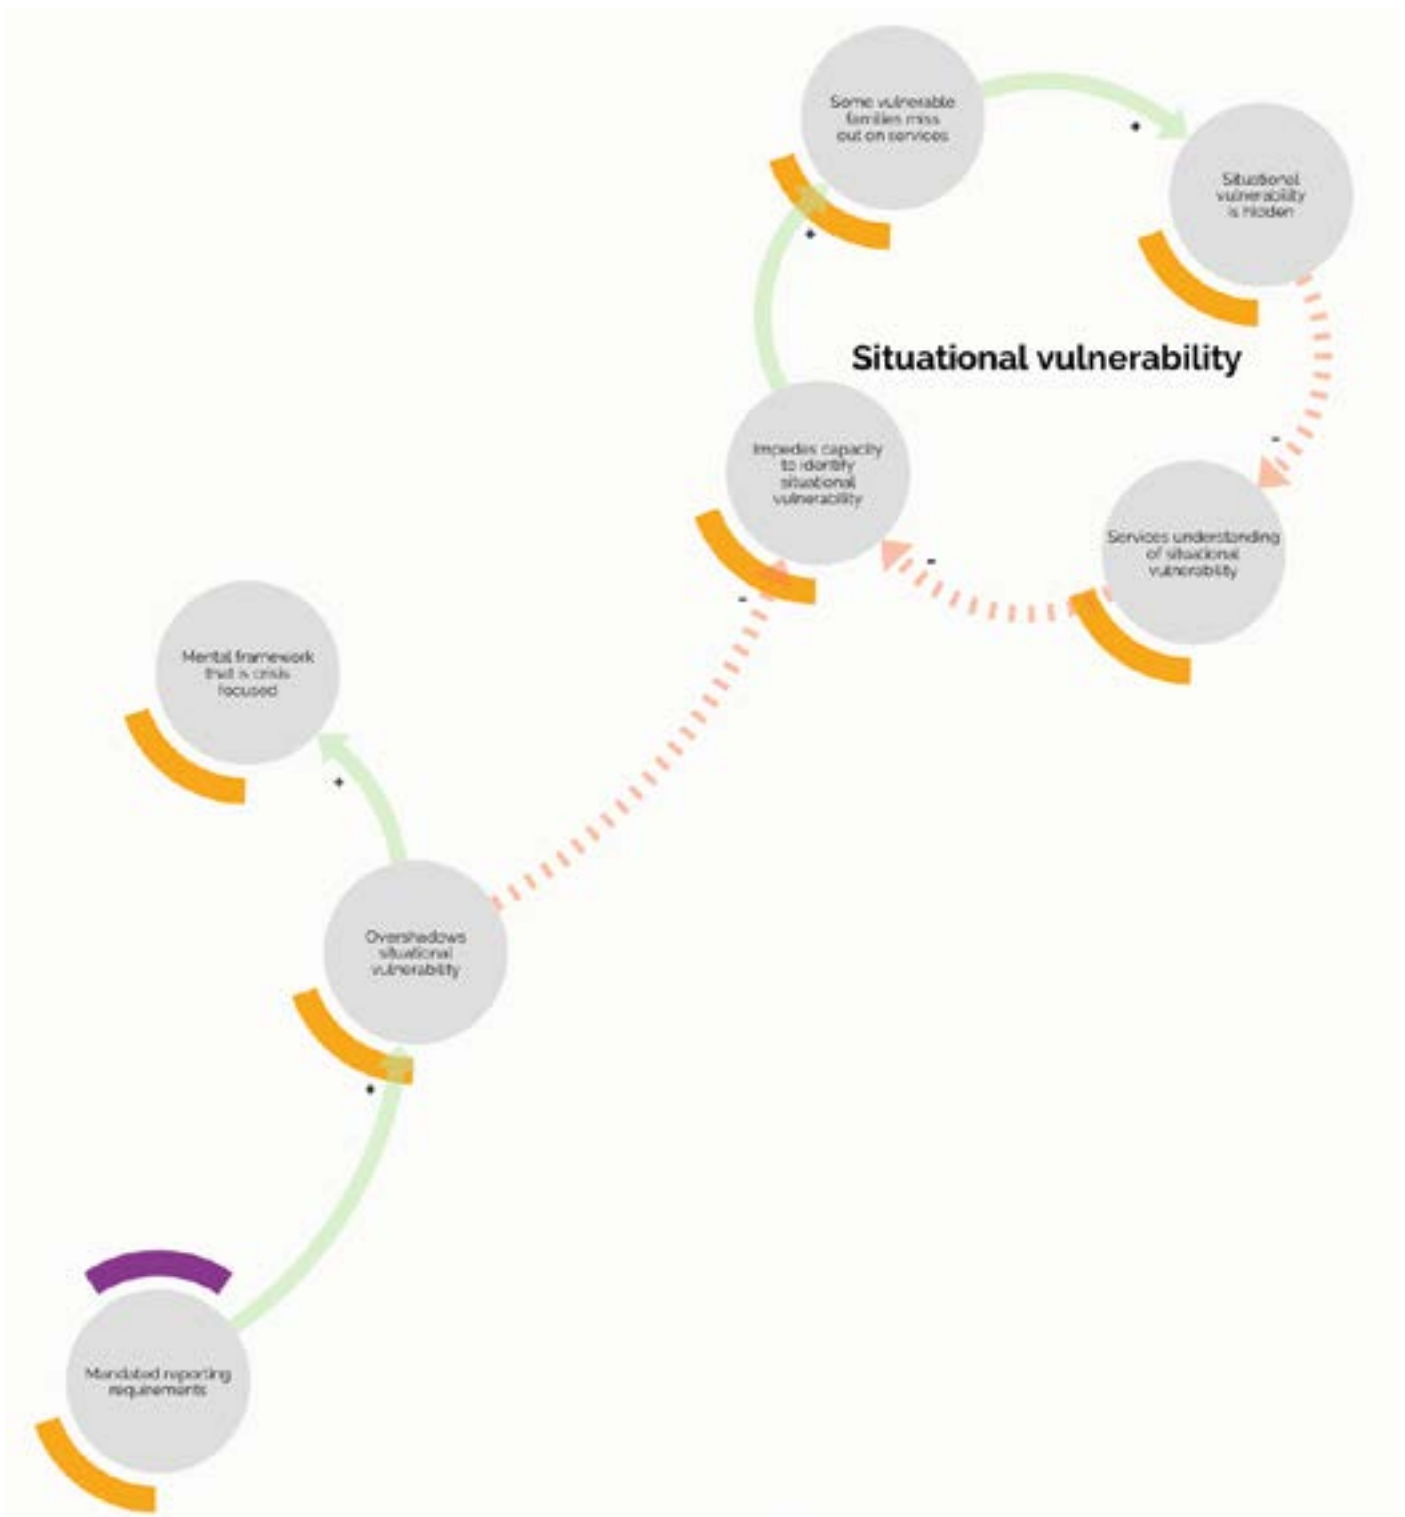 Some vulnerable
families miss
out on services
+
Situational
vulnerability
is hidden
+
Situational vulnerability
Impedes capacity
to identify
situational
vulnerability
-
Services understanding
of situational
vulnerability
-
-
Mental framework
that is crisis
focused
+
Overshadows
situational
vulnerability
+
Mandated reporting
requirements